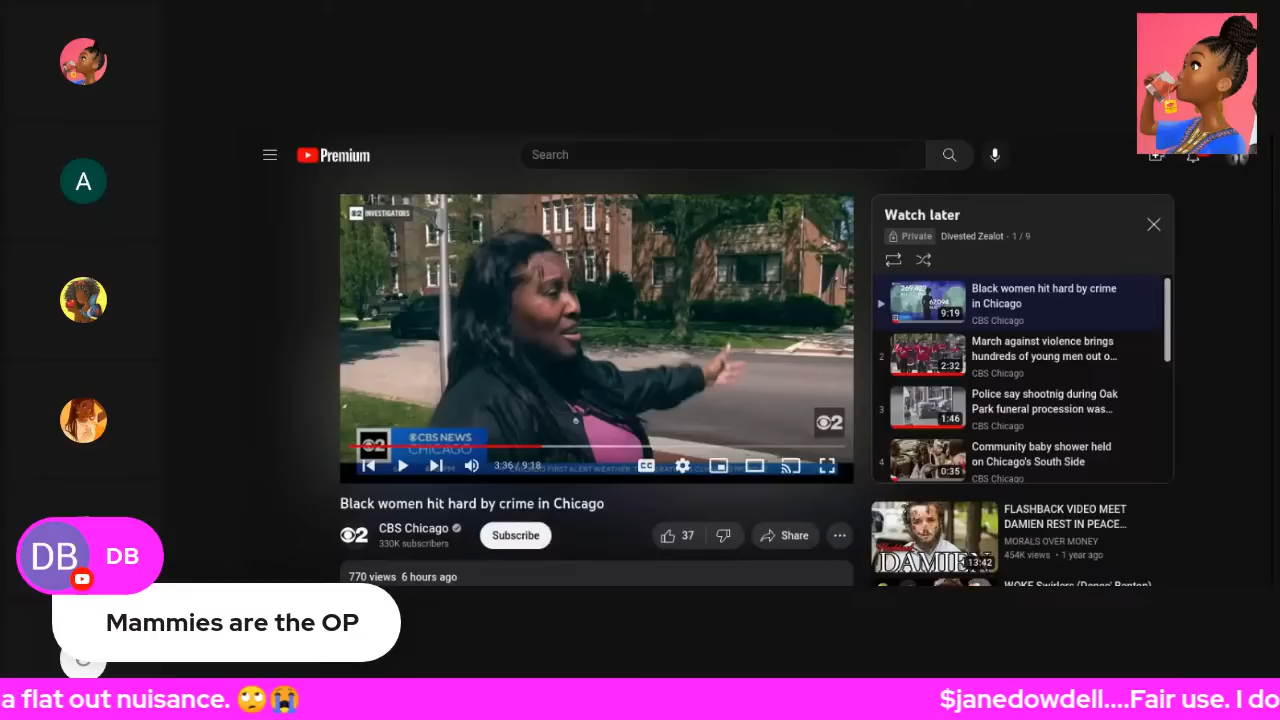 A
Premium
Search
2 INVESTIGATORS
CBS NEWS
CHICAGO
CC
3:36 / 9:18
Black women hit hard by crime in Chicago
CBS Chicago
330K subscribers
Subscribe
37
Share
770 views 6 hours ago
Watch later
Private Divested Zealot - 1 / 9
9:19
Black women hit hard by crime
in Chicago
CBS Chicago
2
2:32
March against violence brings
hundreds of young men out o...
CBS Chicago
3
1:46
Police say shootnig during Oak
Park funeral procession was...
CBS Chicago
4
0:35
Community baby shower held
on Chicago's South Side
CBS Chicago
DAMIEN
13:42
FLASHBACK VIDEO MEET
DAMIEN REST IN PEACE...
MORALS OVER MONEY
454K views • 1 year ago
DB DB
Mammies are the OP
a flat out nuisance. 🙄😭 $janedowdell....Fair use. I do